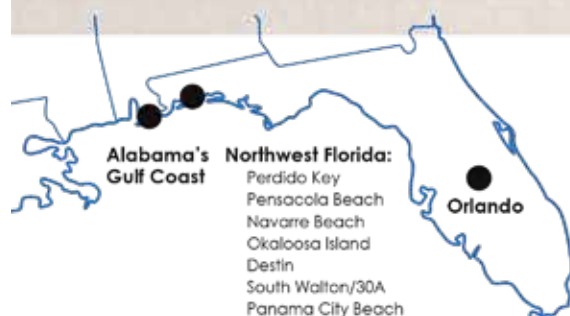 Alabama's
Gulf Coast
Northwest Florida:
Perdido Key
Pensacola Beach
Navarre Beach
Okaloosa Island
Destin
South Walton/30A
Panama City Beach
Orlando